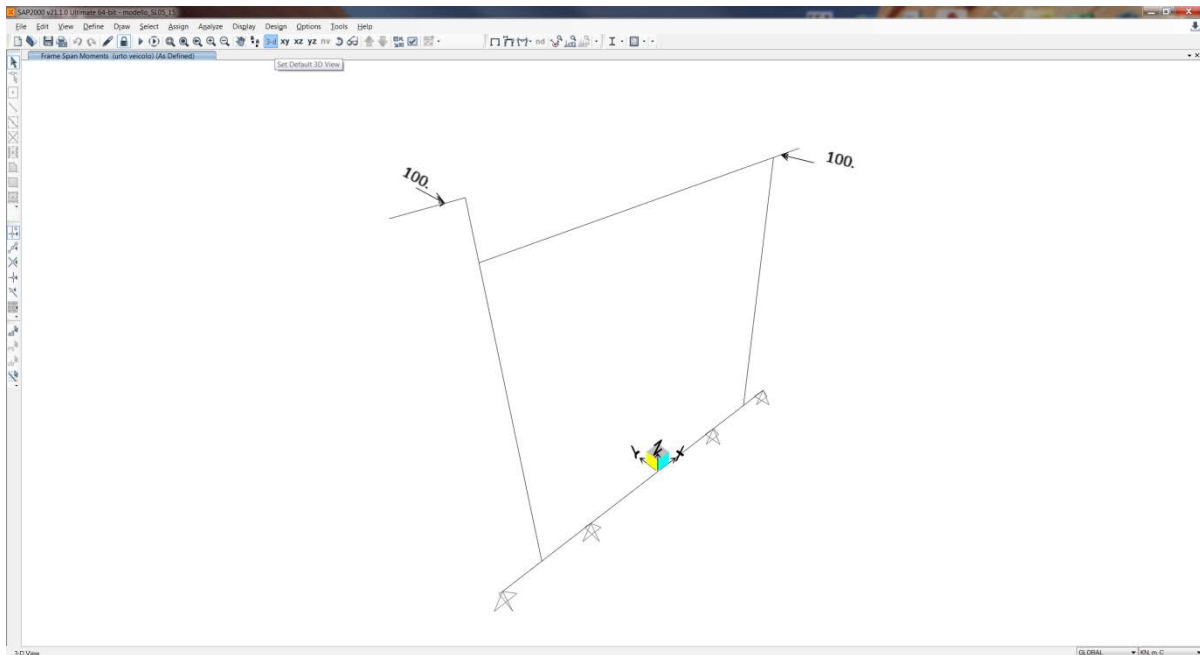 SAP2000 v21.1.0 Ultimate 64-bit - modello_SL05_15
File Edit View Define Draw Select Assign Analyze Display Design Options Tools Help
3-d xy xz yz nv nd
Frame Span Moments (urto veicolo) (As Defined)
Set Default 3D View
100.
100.
Y Z X
3-D View
GLOBAL KN, m, C